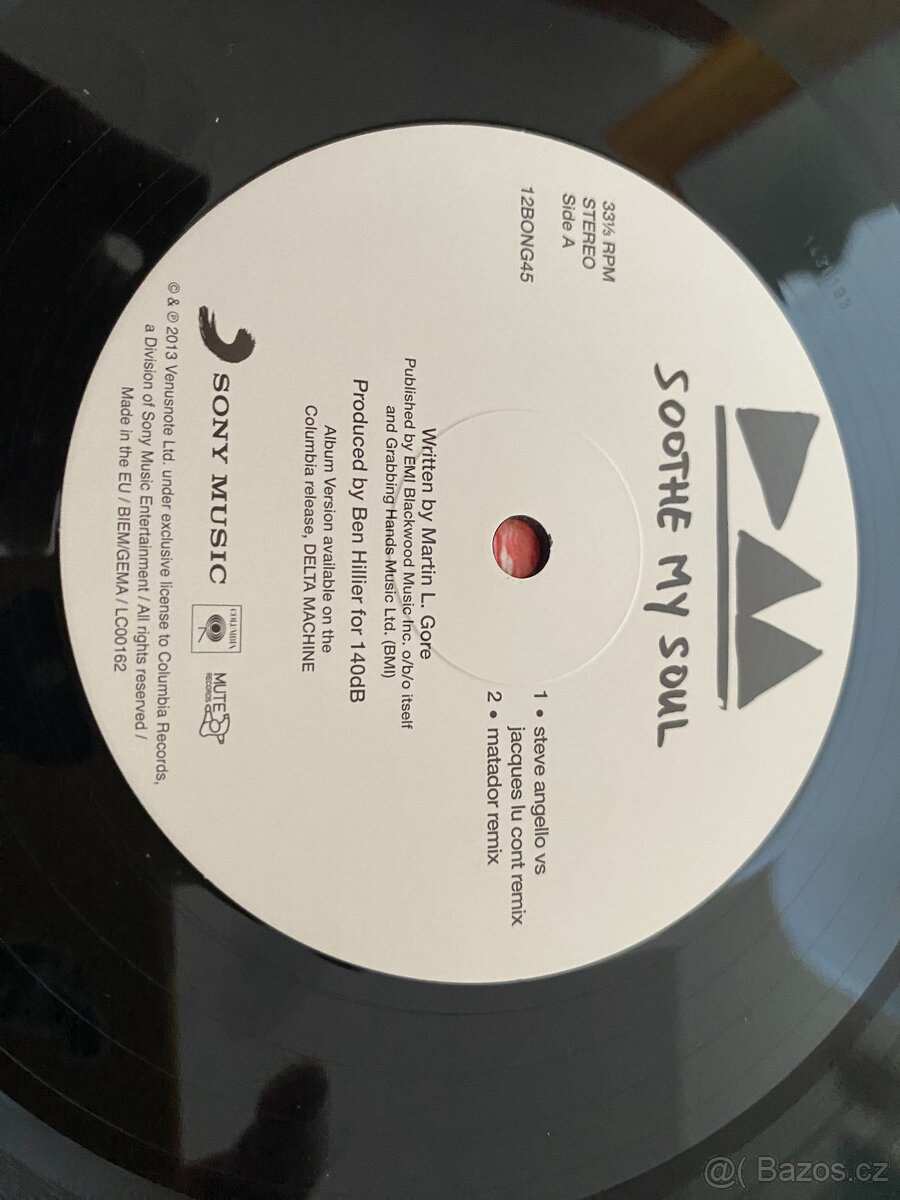 DM
SOOTHE MY SOUL
33⅓ RPM
STEREO
Side A
12BONG45
1 • steve angello vs
jacques lu cont remix
2 • matador remix
Written by Martin L. Gore
Published by EMI Blackwood Music Inc. o/b/o itself
and Grabbing Hands Music Ltd. (BMI)
Produced by Ben Hillier for 140dB
Album Version available on the
Columbia release, DELTA MACHINE
SONY MUSIC
COLUMBIA
MUTE
RECORDS
© & ℗ 2013 Venusnote Ltd. under exclusive license to Columbia Records,
a Division of Sony Music Entertainment / All rights reserved /
Made in the EU / BIEM/GEMA / LC00162
@( Bazos.cz